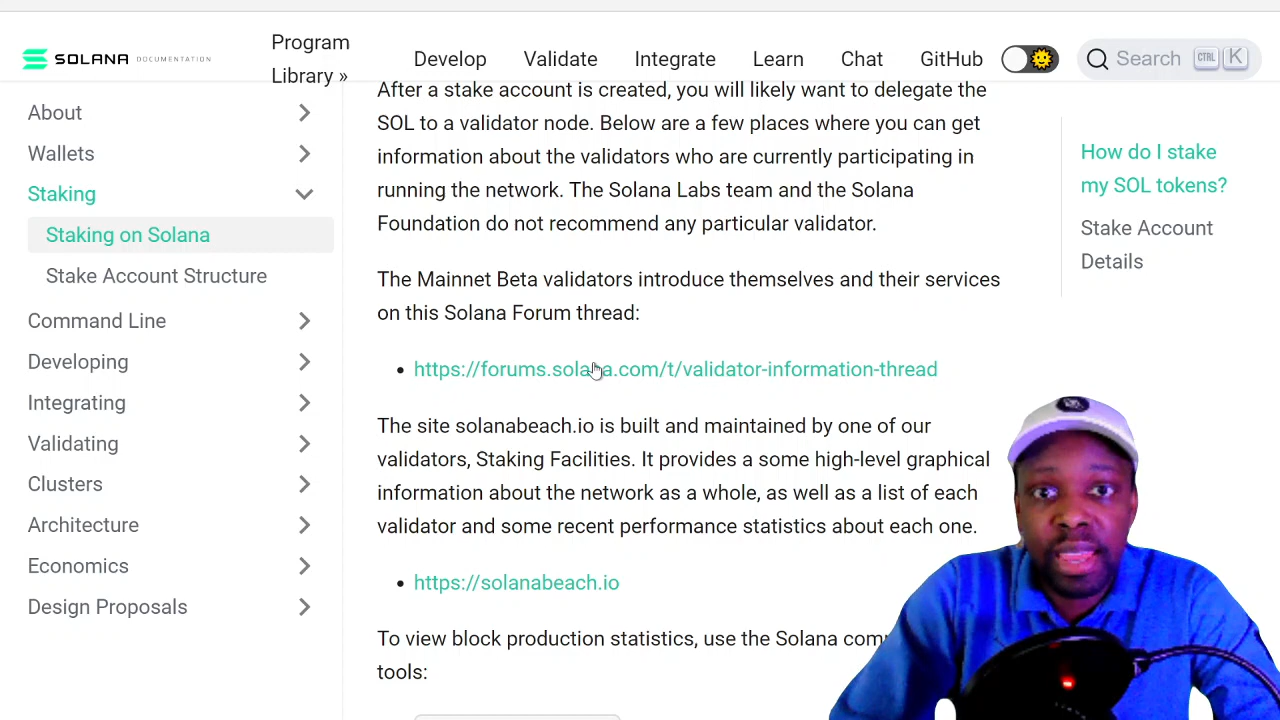 SOLANA DOCUMENTATION
Program
Library »
Develop
Validate
Integrate
Learn
Chat
GitHub
Search CTRL K
About
Wallets
Staking
Staking on Solana
Stake Account Structure
Command Line
Developing
Integrating
Validating
Clusters
Architecture
Economics
Design Proposals
After a stake account is created, you will likely want to delegate the
SOL to a validator node. Below are a few places where you can get
information about the validators who are currently participating in
running the network. The Solana Labs team and the Solana
Foundation do not recommend any particular validator.
The Mainnet Beta validators introduce themselves and their services
on this Solana Forum thread:
• https://forums.solana.com/t/validator-information-thread
The site solanabeach.io is built and maintained by one of our
validators, Staking Facilities. It provides a some high-level graphical
information about the network as a whole, as well as a list of each
validator and some recent performance statistics about each one.
• https://solanabeach.io
To view block production statistics, use the Solana
tools:
How do I stake
my SOL tokens?
Stake Account
Details